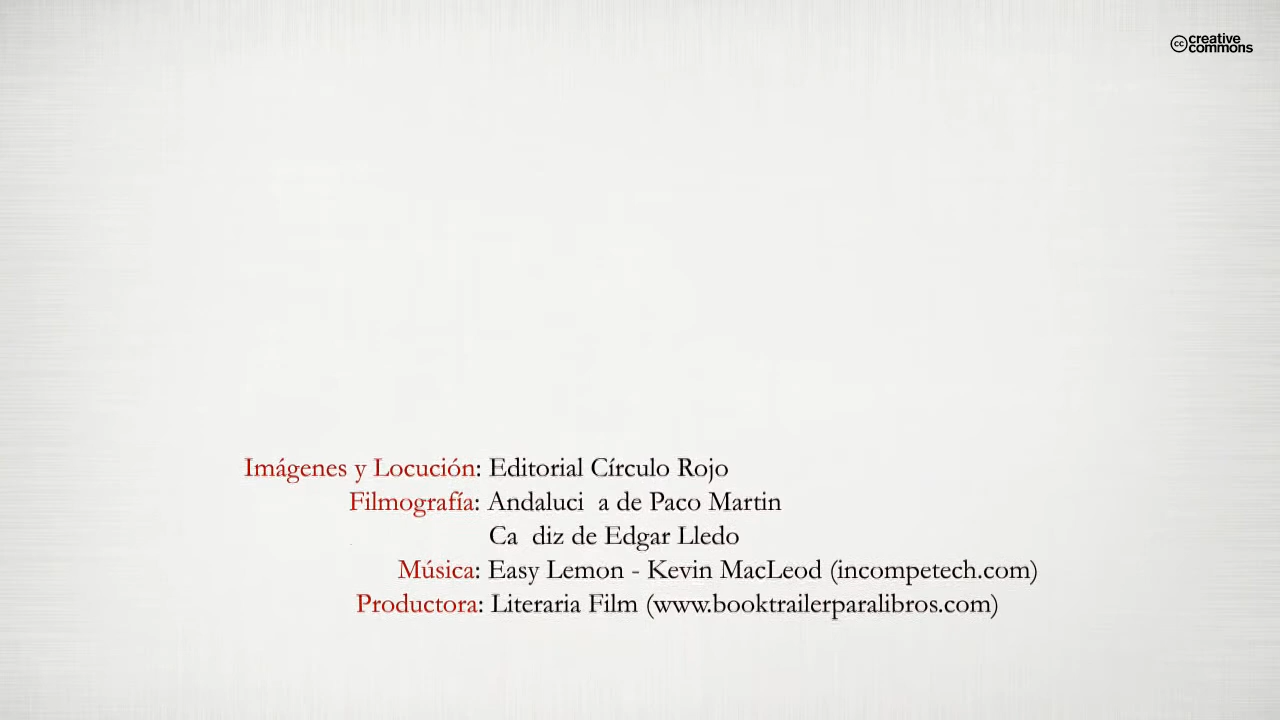 creative
commons
Imágenes y Locución: Editorial Círculo Rojo
Filmografía: Andaluci a de Paco Martin
Ca diz de Edgar Lledo
Música: Easy Lemon - Kevin MacLeod (incompetech.com)
Productora: Literaria Film (www.booktrailerparalibros.com)